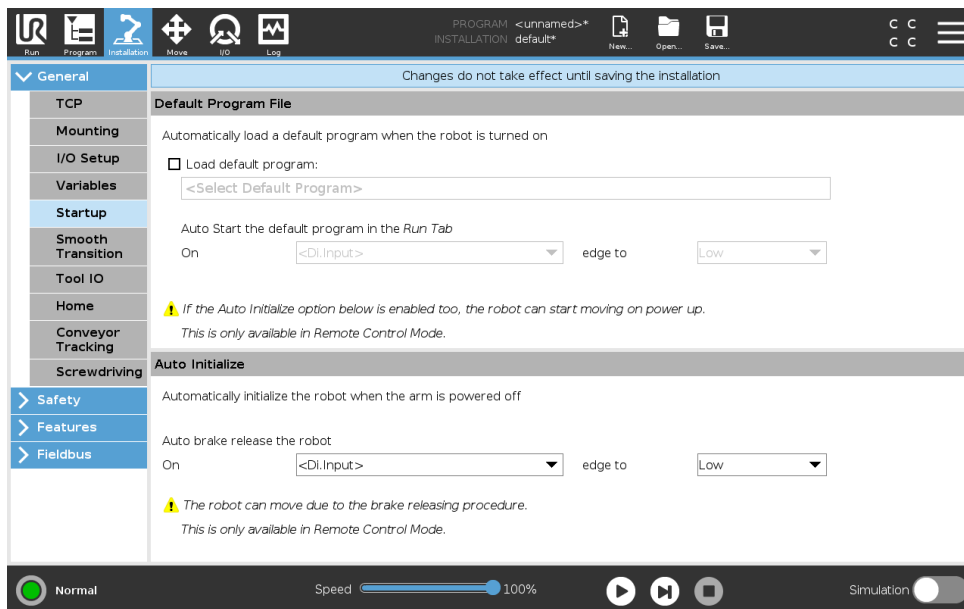 PROGRAM <unnamed>*
INSTALLATION default*
UR
Run
Program
Installation
Move
I/O
Log
New...
Open...
Save...
C C
C C
General
TCP
Mounting
I/O Setup
Variables
Startup
Smooth
Transition
Tool IO
Home
Conveyor
Tracking
Screwdriving
Safety
Features
Fieldbus
Changes do not take effect until saving the installation
Default Program File
Automatically load a default program when the robot is turned on
Load default program:
<Select Default Program>
Auto Start the default program in the Run Tab
On <Di.Input> edge to Low
If the Auto Initialize option below is enabled too, the robot can start moving on power up.
This is only available in Remote Control Mode.
Auto Initialize
Automatically initialize the robot when the arm is powered off
Auto brake release the robot
On <Di.Input> edge to Low
The robot can move due to the brake releasing procedure.
This is only available in Remote Control Mode.
Normal
Speed 100%
Simulation